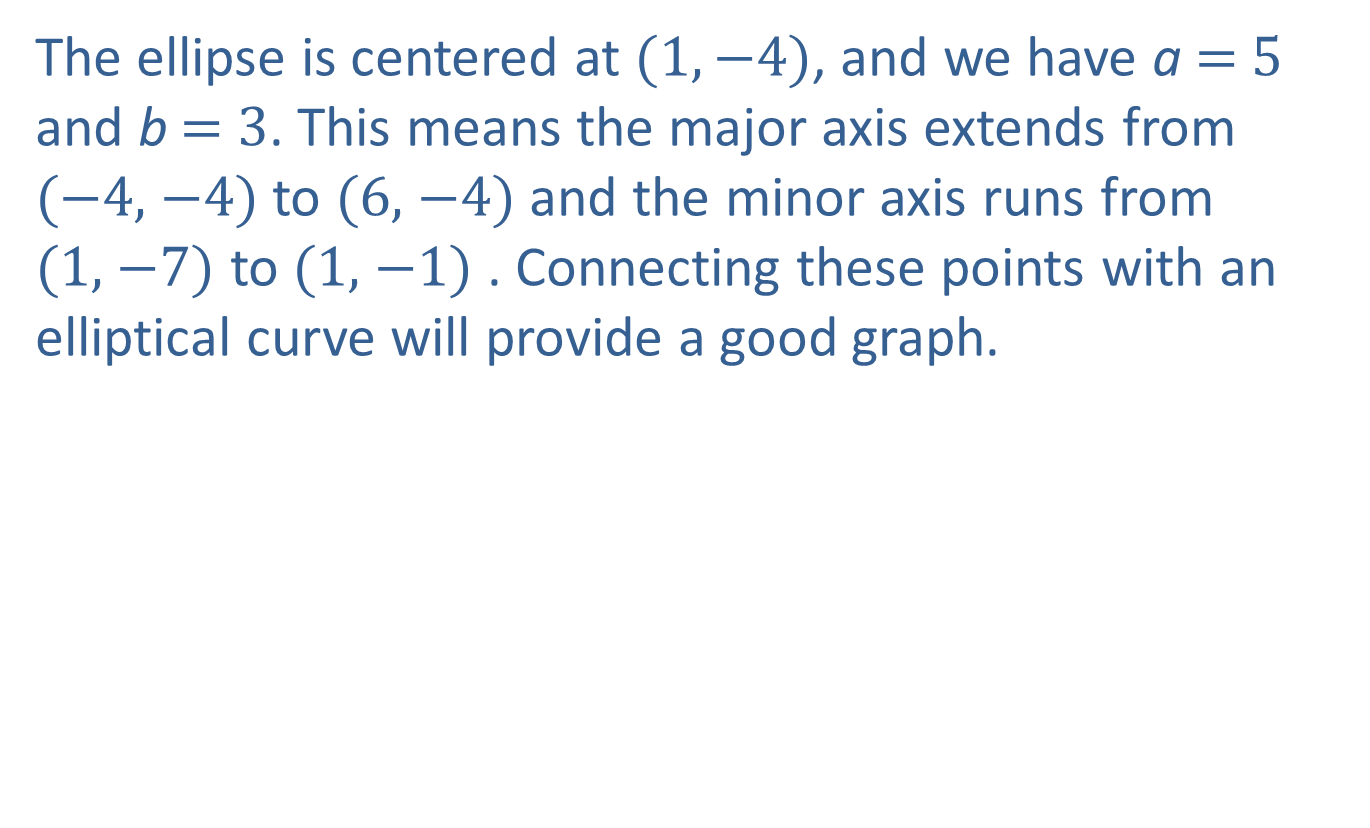 The ellipse is centered at (1, −4), and we have a = 5
and b = 3. This means the major axis extends from
(−4, −4) to (6, −4) and the minor axis runs from
(1, −7) to (1, −1) . Connecting these points with an
elliptical curve will provide a good graph.